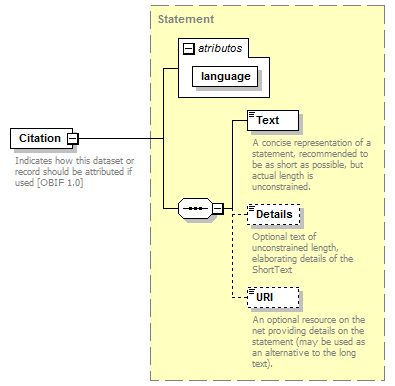 Statement
atributos
language
Citation
Indicates how this dataset or
record should be attributed if
used [OBIF 1.0]
Text
A concise representation of a
statement, recommended to
be as short as possible, but
actual length is
unconstrained.
Details
Optional text of
unconstrained length,
elaborating details of the
ShortText
URI
An optional resource on the
net providing details on the
statement (may be used as
an alternative to the long
text).